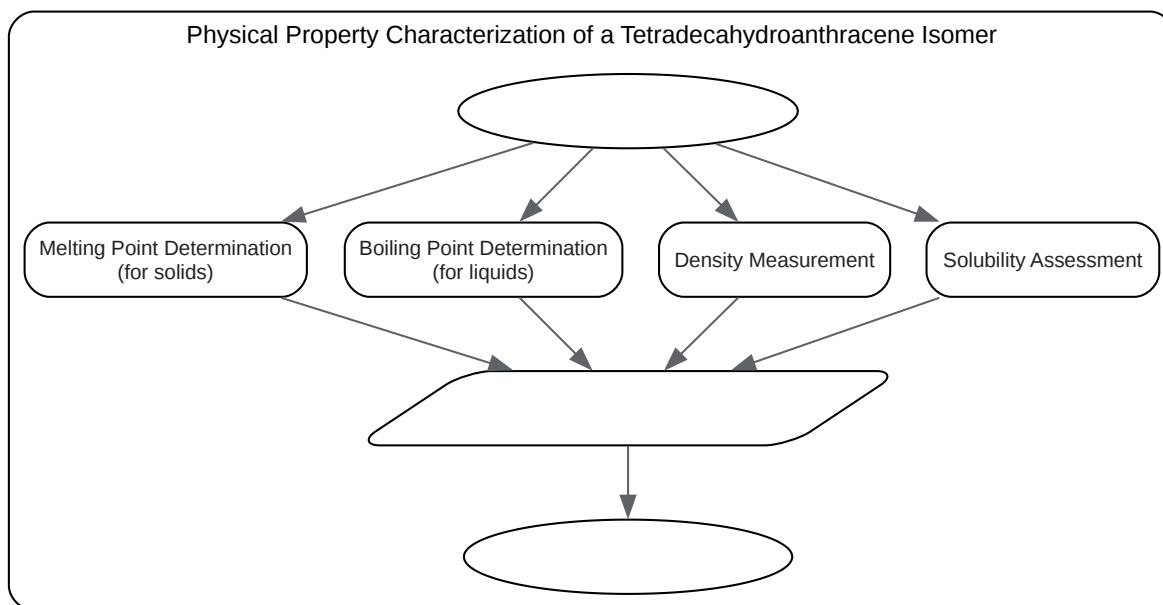 Physical Property Characterization of a Tetradecahydroanthracene Isomer
Melting Point Determination
(for solids)
Boiling Point Determination
(for liquids)
Density Measurement
Solubility Assessment